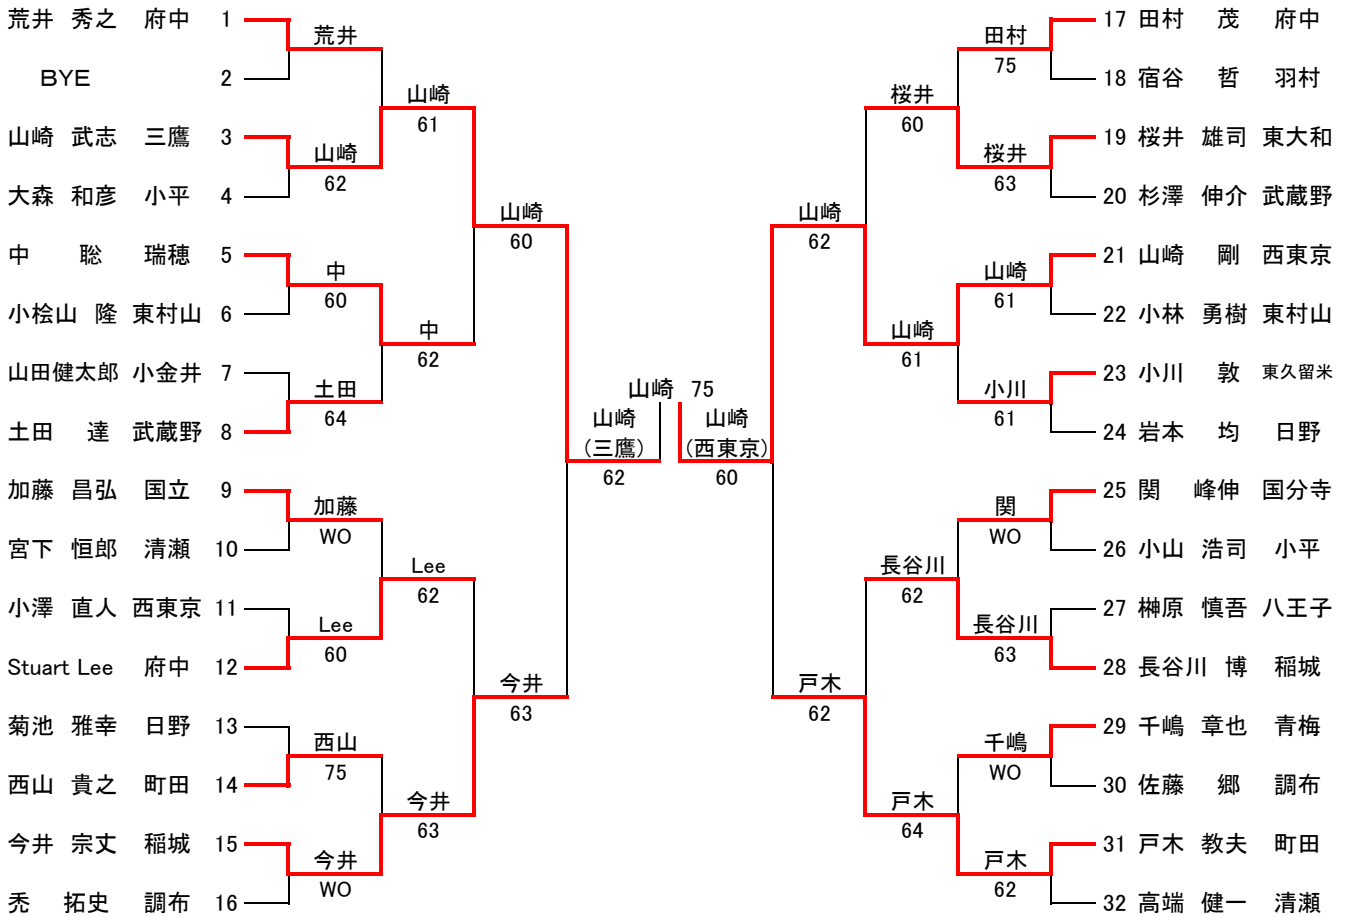 荒井 秀之 府中 1
BYE 2
山崎 武志 三鷹 3
大森 和彦 小平 4
中 聡 瑞穂 5
小桧山 隆 東村山 6
山田健太郎 小金井 7
土田 達 武蔵野 8
加藤 昌弘 国立 9
宮下 恒郎 清瀬 10
小澤 直人 西東京 11
Stuart Lee 府中 12
菊池 雅幸 日野 13
西山 貴之 町田 14
今井 宗丈 稲城 15
禿 拓史 調布 16
荒井
山崎
62
中
60
土田
64
加藤
WO
Lee
60
西山
75
今井
WO
山崎
61
中
62
Lee
62
今井
63
山崎
60
今井
63
山崎
(三鷹)
62
山崎 75
山崎
(西東京)
60
山崎
62
戸木
62
桜井
60
山崎
61
長谷川
62
戸木
64
田村
75
桜井
63
山崎
61
小川
61
関
WO
長谷川
63
千嶋
WO
戸木
62
17 田村 茂 府中
18 宿谷 哲 羽村
19 桜井 雄司 東大和
20 杉澤 伸介 武蔵野
21 山崎 剛 西東京
22 小林 勇樹 東村山
23 小川 敦 東久留米
24 岩本 均 日野
25 関 峰伸 国分寺
26 小山 浩司 小平
27 榊原 慎吾 八王子
28 長谷川 博 稲城
29 千嶋 章也 青梅
30 佐藤 郷 調布
31 戸木 教夫 町田
32 高端 健一 清瀬